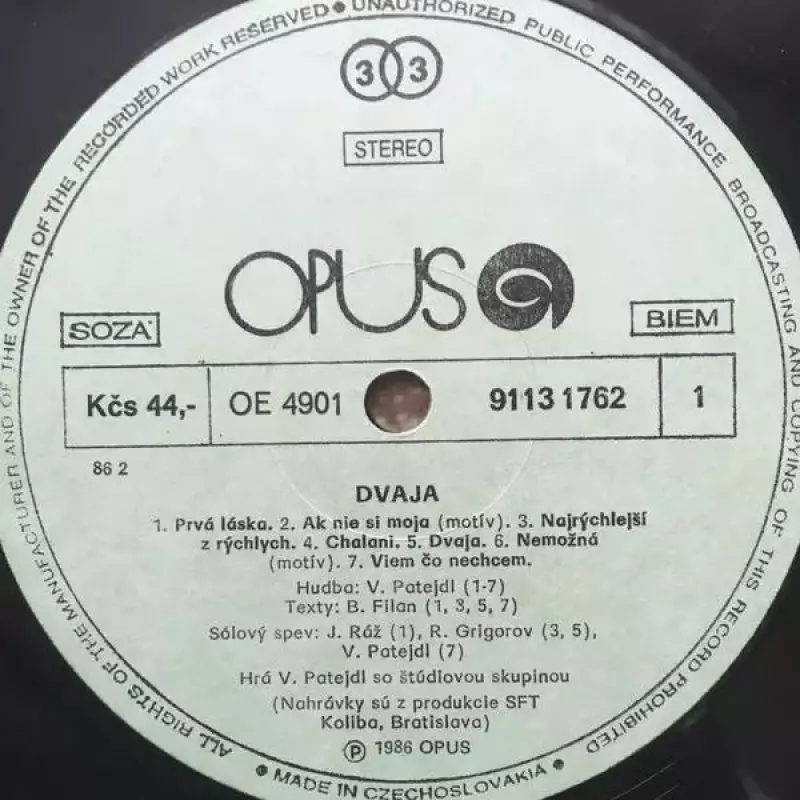 ALL RIGHTS OF THE MANUFACTURER AND OF THE OWNER OF THE RECORDED WORK RESERVED • UNAUTHORIZED PUBLIC PERFORMANCE BROADCASTING AND COPYING OF THIS RECORD PROHIBITED
33
STEREO
OPUS
SOZA
BIEM
Kčs 44,- OE 4901 9113 1762 1
86 2
DVAJA
1. Prvá láska. 2. Ak nie si moja (motív). 3. Najrýchlejší
z rýchlych. 4. Chalani. 5. Dvaja. 6. Nemožná
(motív). 7. Viem čo nechcem.
Hudba: V. Patejdl (1-7)
Texty: B. Filan (1, 3, 5, 7)
Sólový spev: J. Ráž (1), R. Grigorov (3, 5),
V. Patejdl (7)
Hrá V. Patejdl so štúdiovou skupinou
(Nahrávky sú z produkcie SFT
Koliba, Bratislava)
Ⓟ 1986 OPUS
• MADE IN CZECHOSLOVAKIA •